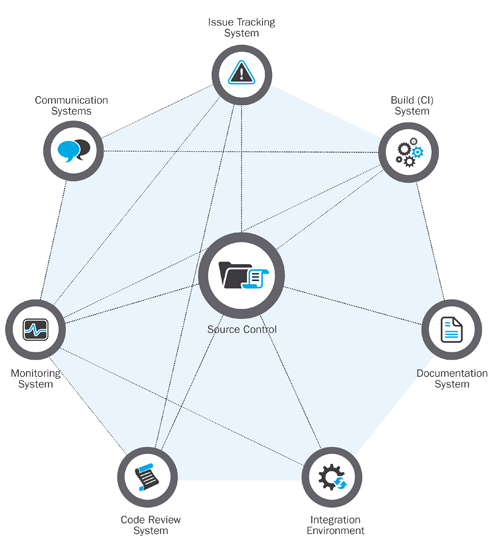 Issue Tracking
System
Communication
Systems
Build (CI)
System
Source Control
Monitoring
System
Documentation
System
Code Review
System
Integration
Environment